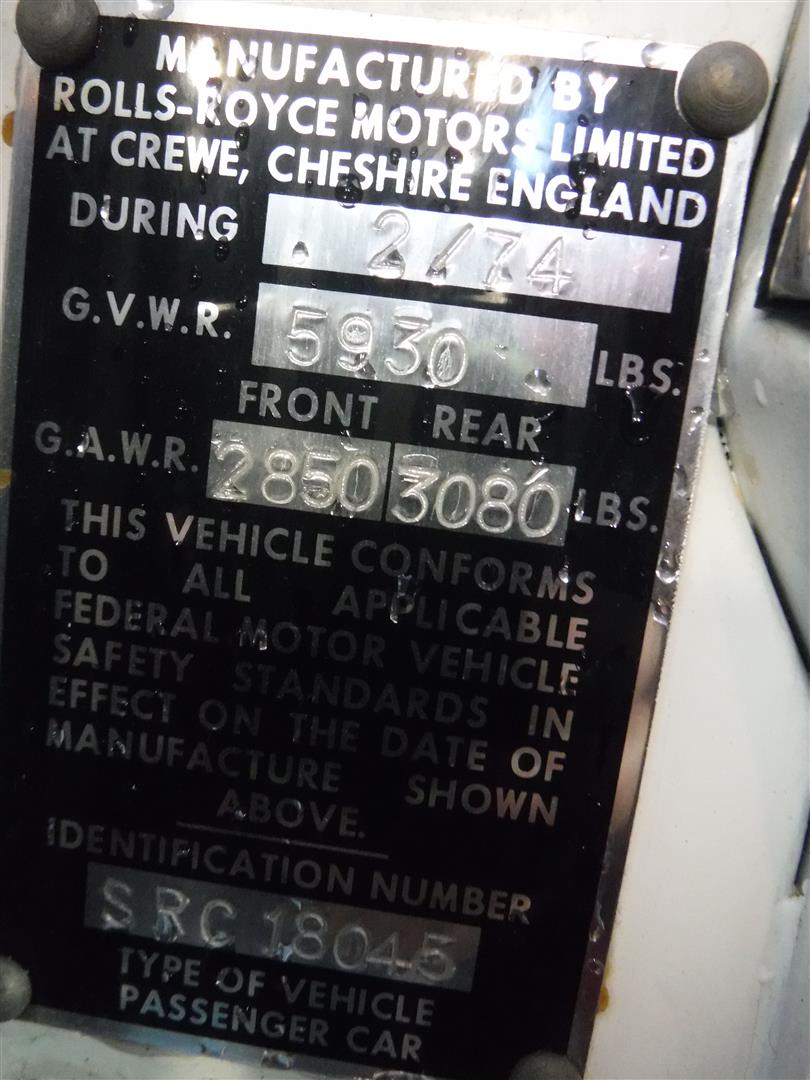 MANUFACTURED BY
ROLLS-ROYCE MOTORS LIMITED
AT CREWE, CHESHIRE ENGLAND
DURING 2/74
G.V.W.R. 5930 LBS.
FRONT REAR
G.A.W.R. 2850 3080 LBS.
THIS VEHICLE CONFORMS
TO ALL APPLICABLE
FEDERAL MOTOR VEHICLE
SAFETY STANDARDS IN
EFFECT ON THE DATE OF
MANUFACTURE SHOWN
ABOVE.
IDENTIFICATION NUMBER
SRC 18045
TYPE OF VEHICLE
PASSENGER CAR